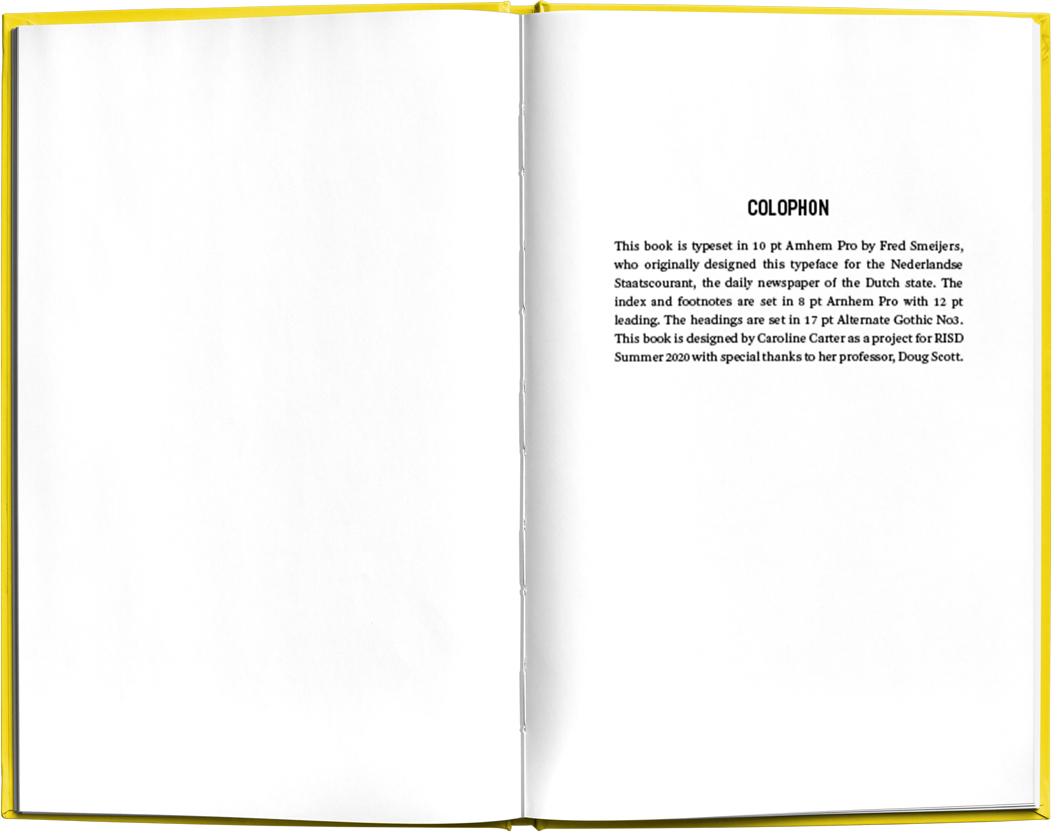 COLOPHON
This book is typeset in 10 pt Arnhem Pro by Fred Smeijers,
who originally designed this typeface for the Nederlandse
Staatscourant, the daily newspaper of the Dutch state. The
index and footnotes are set in 8 pt Arnhem Pro with 12 pt
leading. The headings are set in 17 pt Alternate Gothic No3.
This book is designed by Caroline Carter as a project for RISD
Summer 2020 with special thanks to her professor, Doug Scott.